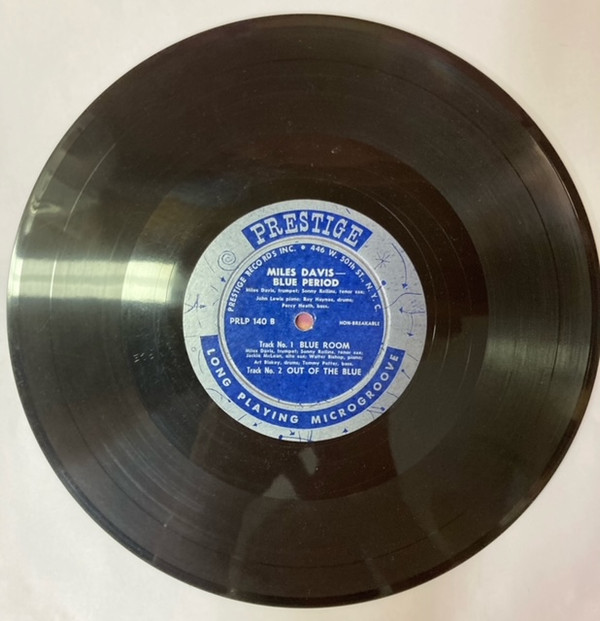 PRESTIGE
PRESTIGE RECORDS INC. • 446 W. 50th ST., N.Y.C
MILES DAVIS—
BLUE PERIOD
Miles Davis, trumpet; Sonny Rollins, tenor sax;
John Lewis piano; Roy Haynes, drums;
Percy Heath, bass.
PRLP 140 B
NON-BREAKABLE
Track No. 1 BLUE ROOM
Miles Davis, trumpet; Sonny Rollins, tenor sax;
Jackie McLean, alto sax; Walter Bishop, piano;
Art Blakey, drums; Tommy Potter, bass.
Track No. 2 OUT OF THE BLUE
LONG PLAYING MICROGROOVE